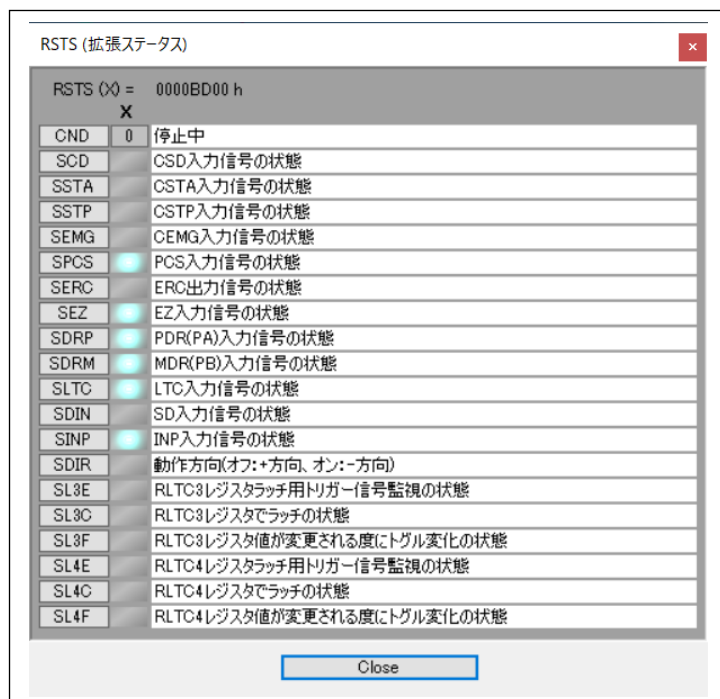 RSTS (拡張ステータス)
×
RSTS (X) = 0000BD00 h
X
CND 0 停止中
SCD CSD入力信号の状態
SSTA CSTA入力信号の状態
SSTP CSTP入力信号の状態
SEMG CEMG入力信号の状態
SPCS PCS入力信号の状態
SERC ERC出力信号の状態
SEZ EZ入力信号の状態
SDRP PDR(PA)入力信号の状態
SDRM MDR(PB)入力信号の状態
SLTC LTC入力信号の状態
SDIN SD入力信号の状態
SINP INP入力信号の状態
SDIR 動作方向(オフ:+方向、オン:-方向)
SL3E RLTC3レジスタラッチ用トリガー信号監視の状態
SL3C RLTC3レジスタでラッチの状態
SL3F RLTC3レジスタ値が変更される度にトグル変化の状態
SL4E RLTC4レジスタラッチ用トリガー信号監視の状態
SL4C RLTC4レジスタでラッチの状態
SL4F RLTC4レジスタ値が変更される度にトグル変化の状態
Close